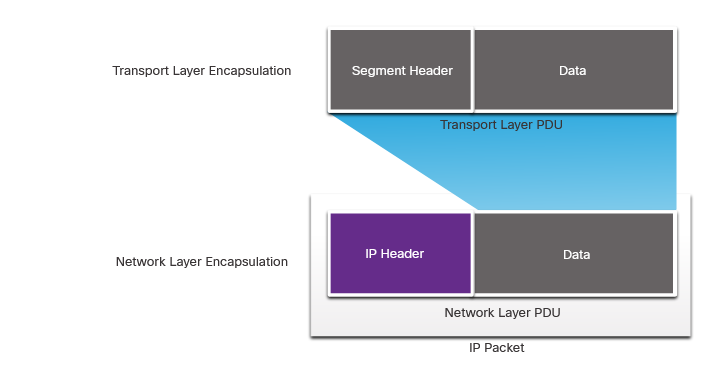 Transport Layer Encapsulation
Segment Header
Data
Transport Layer PDU
Network Layer Encapsulation
IP Header
Data
Network Layer PDU
IP Packet